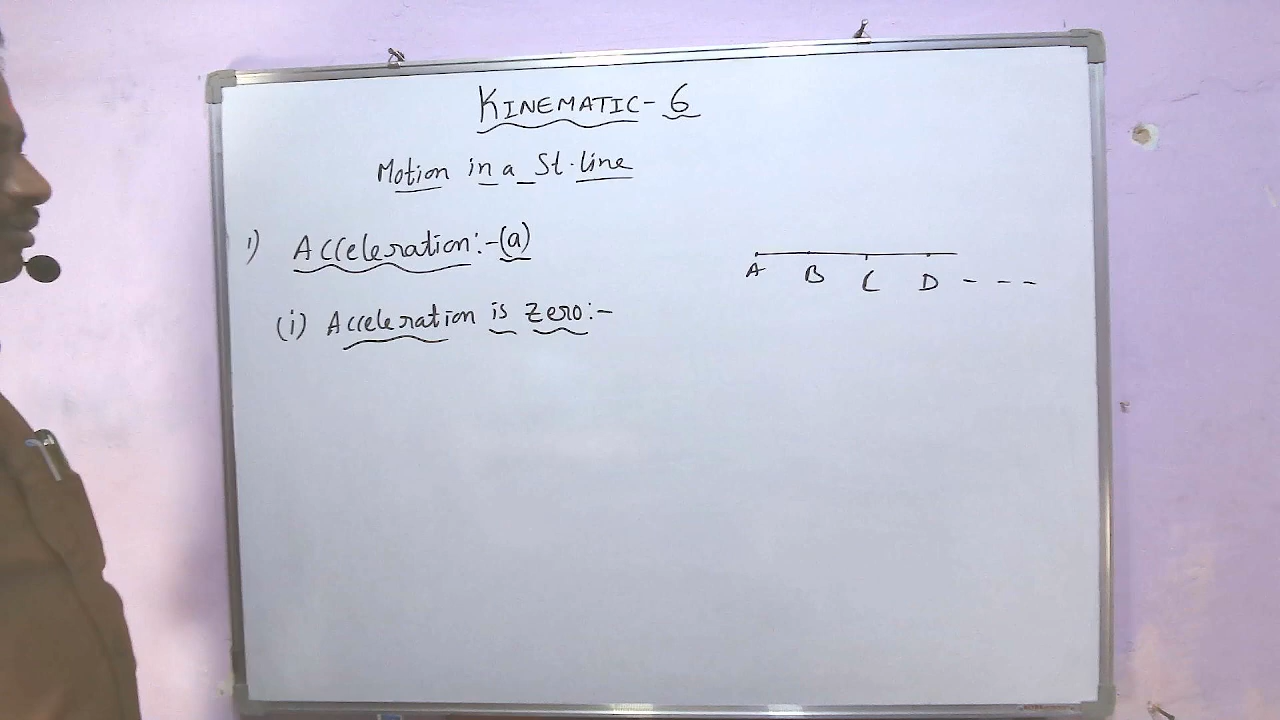 KINEMATIC - 6
Motion in a St. line
1) Acceleration:- (a)
A B C D - - -
(i) Acceleration is Zero:-